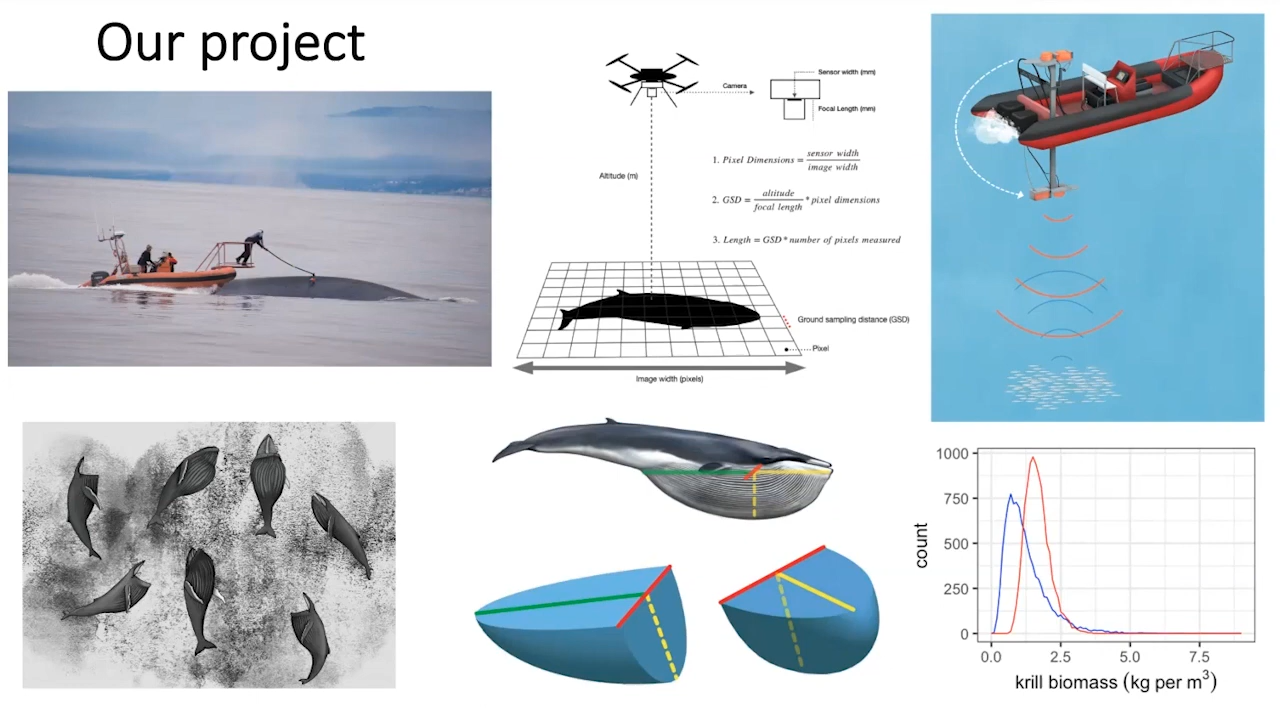 Our project
Sensor width (mm)
Camera
Focal Length (mm)
1. Pixel Dimensions = sensor width
image width
Altitude (m)
2. GSD = altitude
focal length * pixel dimensions
3. Length = GSD * number of pixels measured
Ground sampling distance (GSD)
Pixel
Image width (pixels)
1000
750
500
250
0
count
0.0 2.5 5.0 7.5
krill biomass (kg per m³)